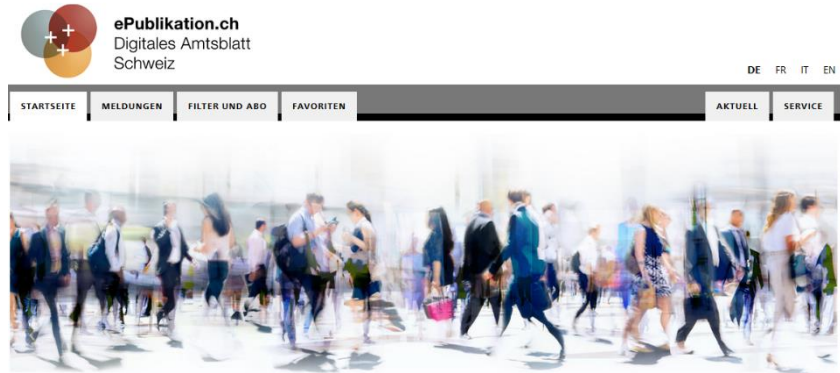 ePublikation.ch
Digitales Amtsblatt
Schweiz
DE FR IT EN
STARTSEITE MELDUNGEN FILTER UND ABO FAVORITEN AKTUELL SERVICE